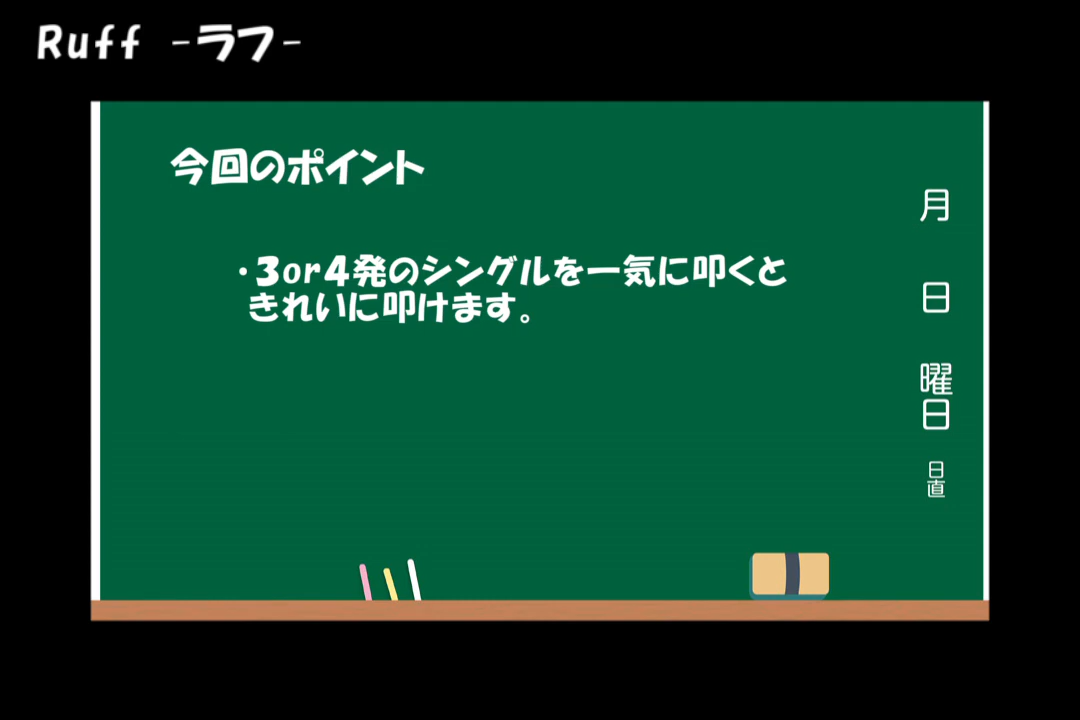 Ruff -ラフ-
今回のポイント
・3or4発のシングルを一気に叩くと
きれいに叩けます。
月
日
曜
日
日
直